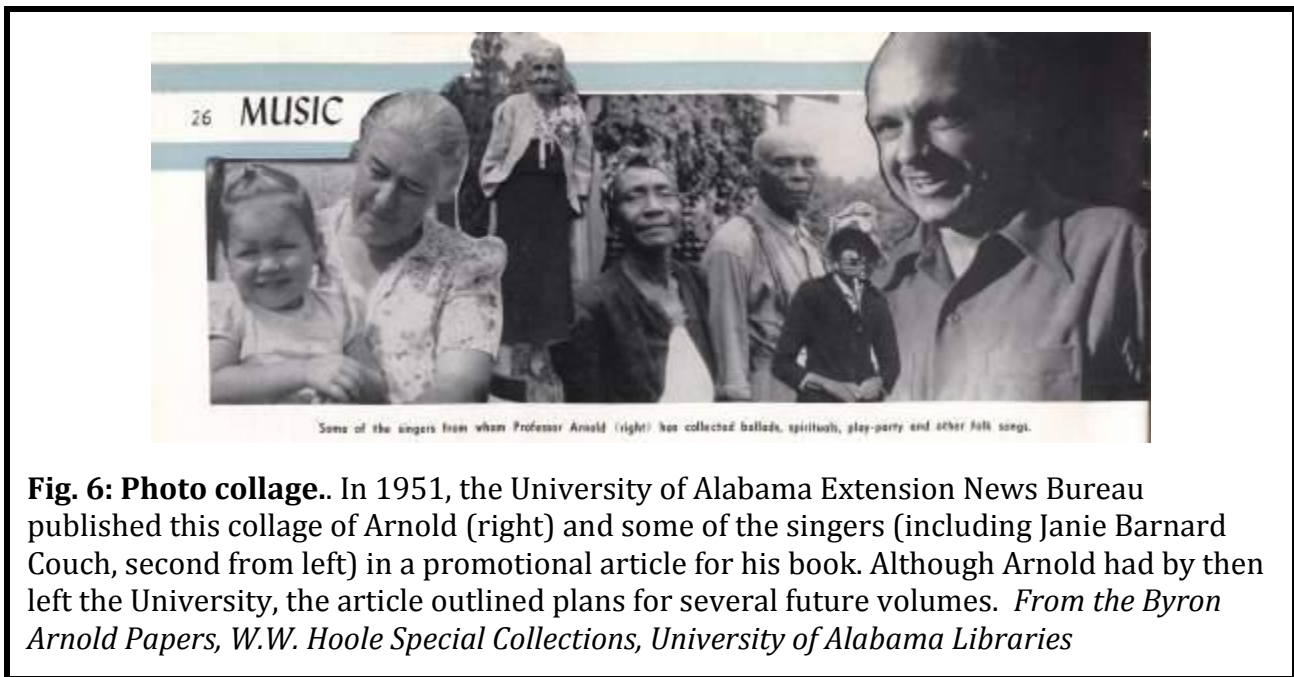 26 MUSIC
Some of the singers from whom Professor Arnold (right) has collected ballads, spirituals, play-party and other folk songs.
Fig. 6: Photo collage.. In 1951, the University of Alabama Extension News Bureau
published this collage of Arnold (right) and some of the singers (including Janie Barnard
Couch, second from left) in a promotional article for his book. Although Arnold had by then
left the University, the article outlined plans for several future volumes. From the Byron
Arnold Papers, W.W. Hoole Special Collections, University of Alabama Libraries